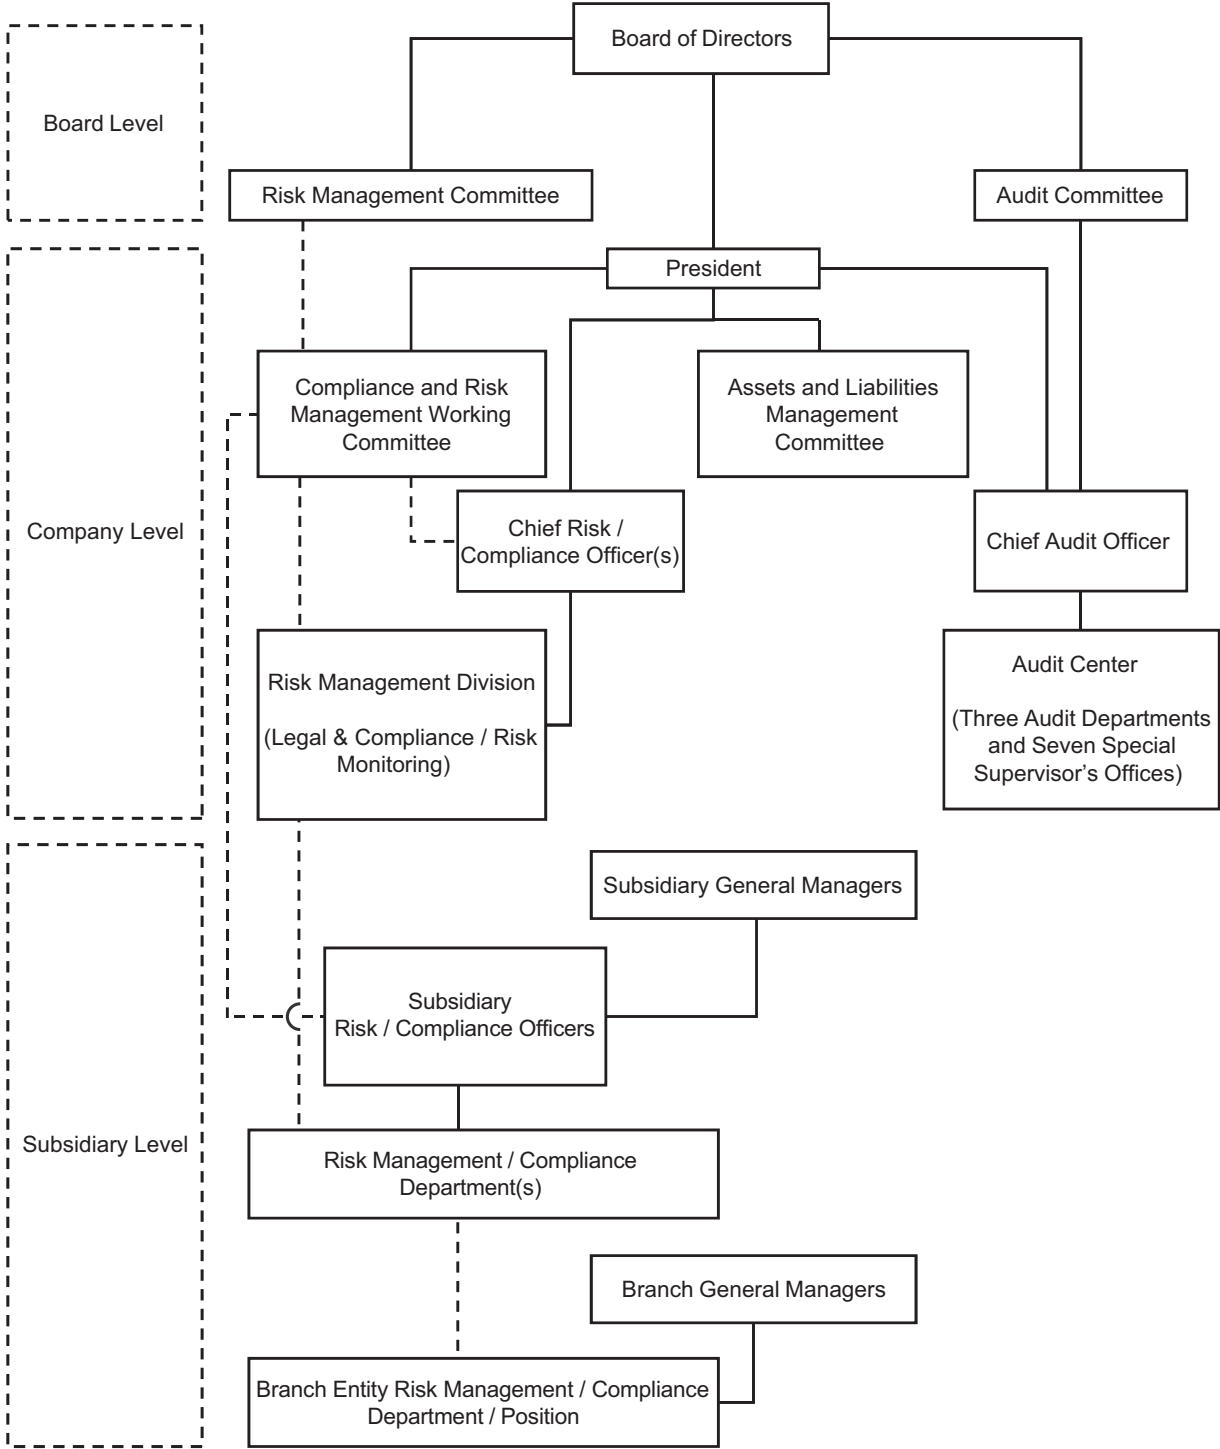 Board of Directors
Board Level
Risk Management Committee
Audit Committee
President
Compliance and Risk
Management Working
Committee
Assets and Liabilities
Management
Committee
Company Level
Chief Risk /
Compliance Officer(s)
Chief Audit Officer
Risk Management Division
(Legal & Compliance / Risk
Monitoring)
Audit Center
(Three Audit Departments
and Seven Special
Supervisor’s Offices)
Subsidiary General Managers
Subsidiary
Risk / Compliance Officers
Subsidiary Level
Risk Management / Compliance
Department(s)
Branch General Managers
Branch Entity Risk Management / Compliance
Department / Position